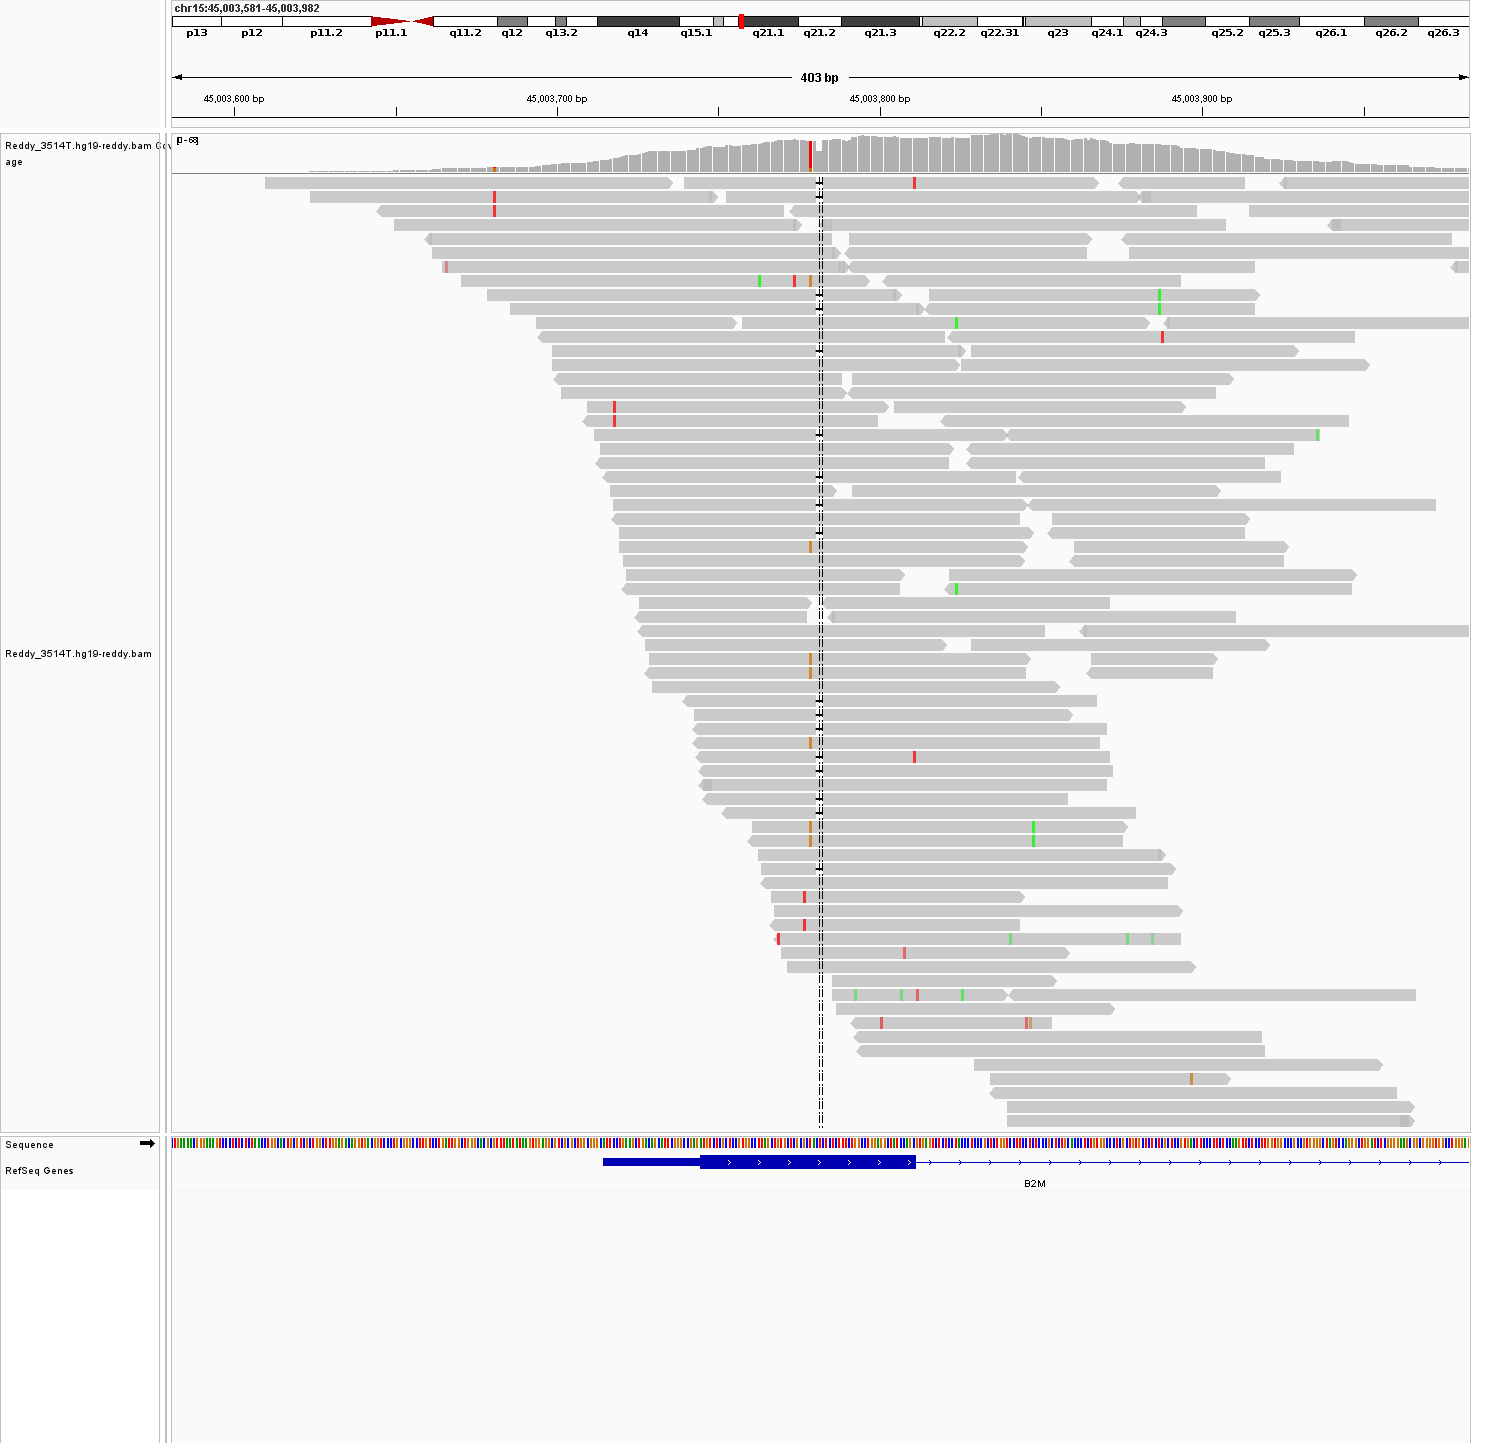 chr15:45,003,581-45,003,982
p13 p12 p11.2 p11.1 q11.2 q12 q13.2 q14 q15.1 q21.1 q21.2 q21.3 q22.2 q22.31 q23 q24.1 q24.3 q25.2 q25.3 q26.1 q26.2 q26.3
403 bp
45,003,600 bp 45,003,700 bp 45,003,800 bp 45,003,900 bp
Reddy_3514T.hg19-reddy.bam Cov
age
[0-68]
Reddy_3514T.hg19-reddy.bam
Sequence
RefSeq Genes
B2M